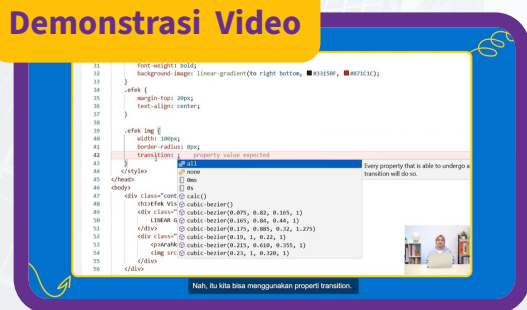 Demonstrasi Video
31 font-weight: bold;
32 background-image: linear-gradient(to right bottom, #33150F, #871C1C);
33 }
34 .efek {
35 margin-top: 20px;
36 text-align: center;
37 }
38
39 .efek img {
40 width: 100px;
41 border-radius: 8px;
42 transition: ; property value expected
43 }
44 </style>
45 </head>
46 <body>
47 <div class="cont
48 <h1>Efek Vis
49 <div class="
50 LINEAR G
51 </div>
52 <div class="
53 <p>Arahk
54 <img src
55 </div>
56 </div>
all
none
0ms
0s
calc()
cubic-bezier()
cubic-bezier(0.075, 0.82, 0.165, 1)
cubic-bezier(0.165, 0.84, 0.44, 1)
cubic-bezier(0.175, 0.885, 0.32, 1.275)
cubic-bezier(0.19, 1, 0.22, 1)
cubic-bezier(0.215, 0.610, 0.355, 1)
cubic-bezier(0.23, 1, 0.320, 1)
Every property that is able to undergo a
transition will do so.
Nah, itu kita bisa menggunakan properti transition.